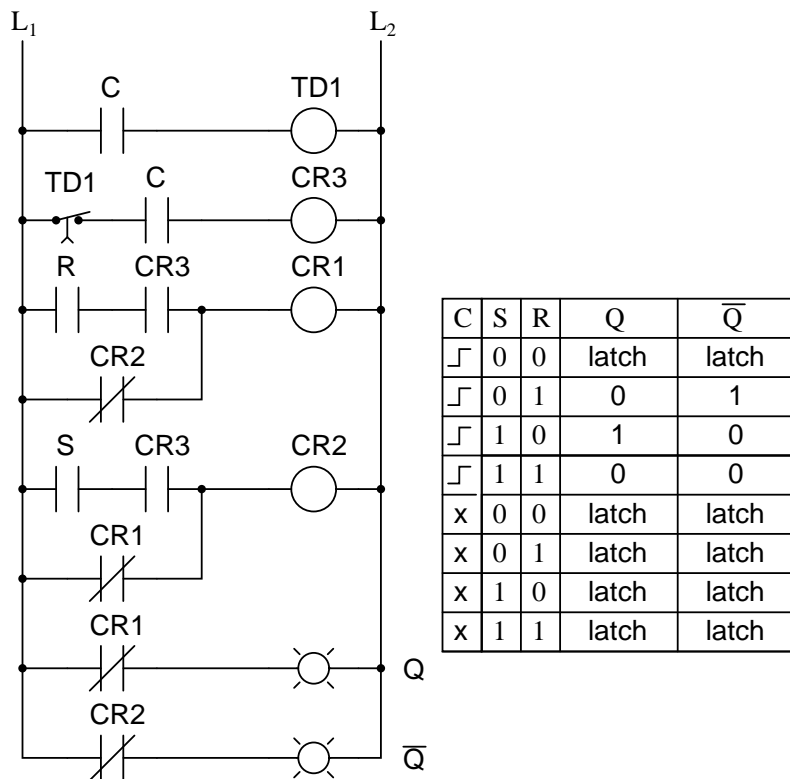 L1 L2
C TD1
TD1 C CR3
R CR3 CR1
CR2
S CR3 CR2
CR1
CR1
Q
CR2
Q̅
C S R Q Q̅
0 0 latch latch
0 1 0 1
1 0 1 0
1 1 0 0
x 0 0 latch latch
x 0 1 latch latch
x 1 0 latch latch
x 1 1 latch latch